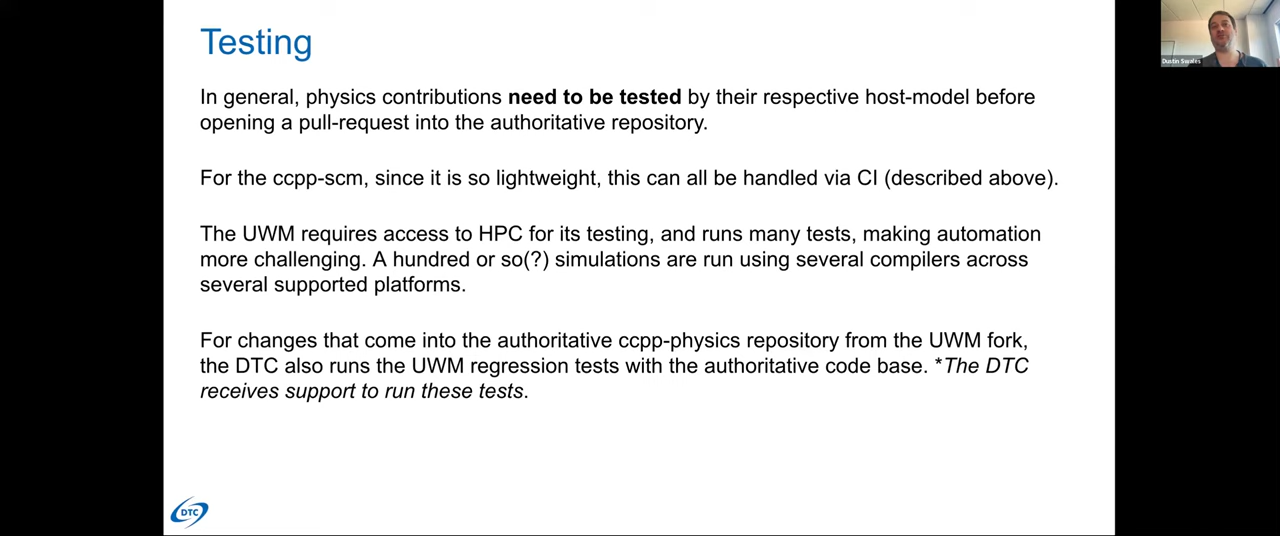 Testing
In general, physics contributions need to be tested by their respective host-model before
opening a pull-request into the authoritative repository.
For the ccpp-scm, since it is so lightweight, this can all be handled via CI (described above).
The UWM requires access to HPC for its testing, and runs many tests, making automation
more challenging. A hundred or so(?) simulations are run using several compilers across
several supported platforms.
For changes that come into the authoritative ccpp-physics repository from the UWM fork,
the DTC also runs the UWM regression tests with the authoritative code base. *The DTC
receives support to run these tests.
DTC
Dustin Swales